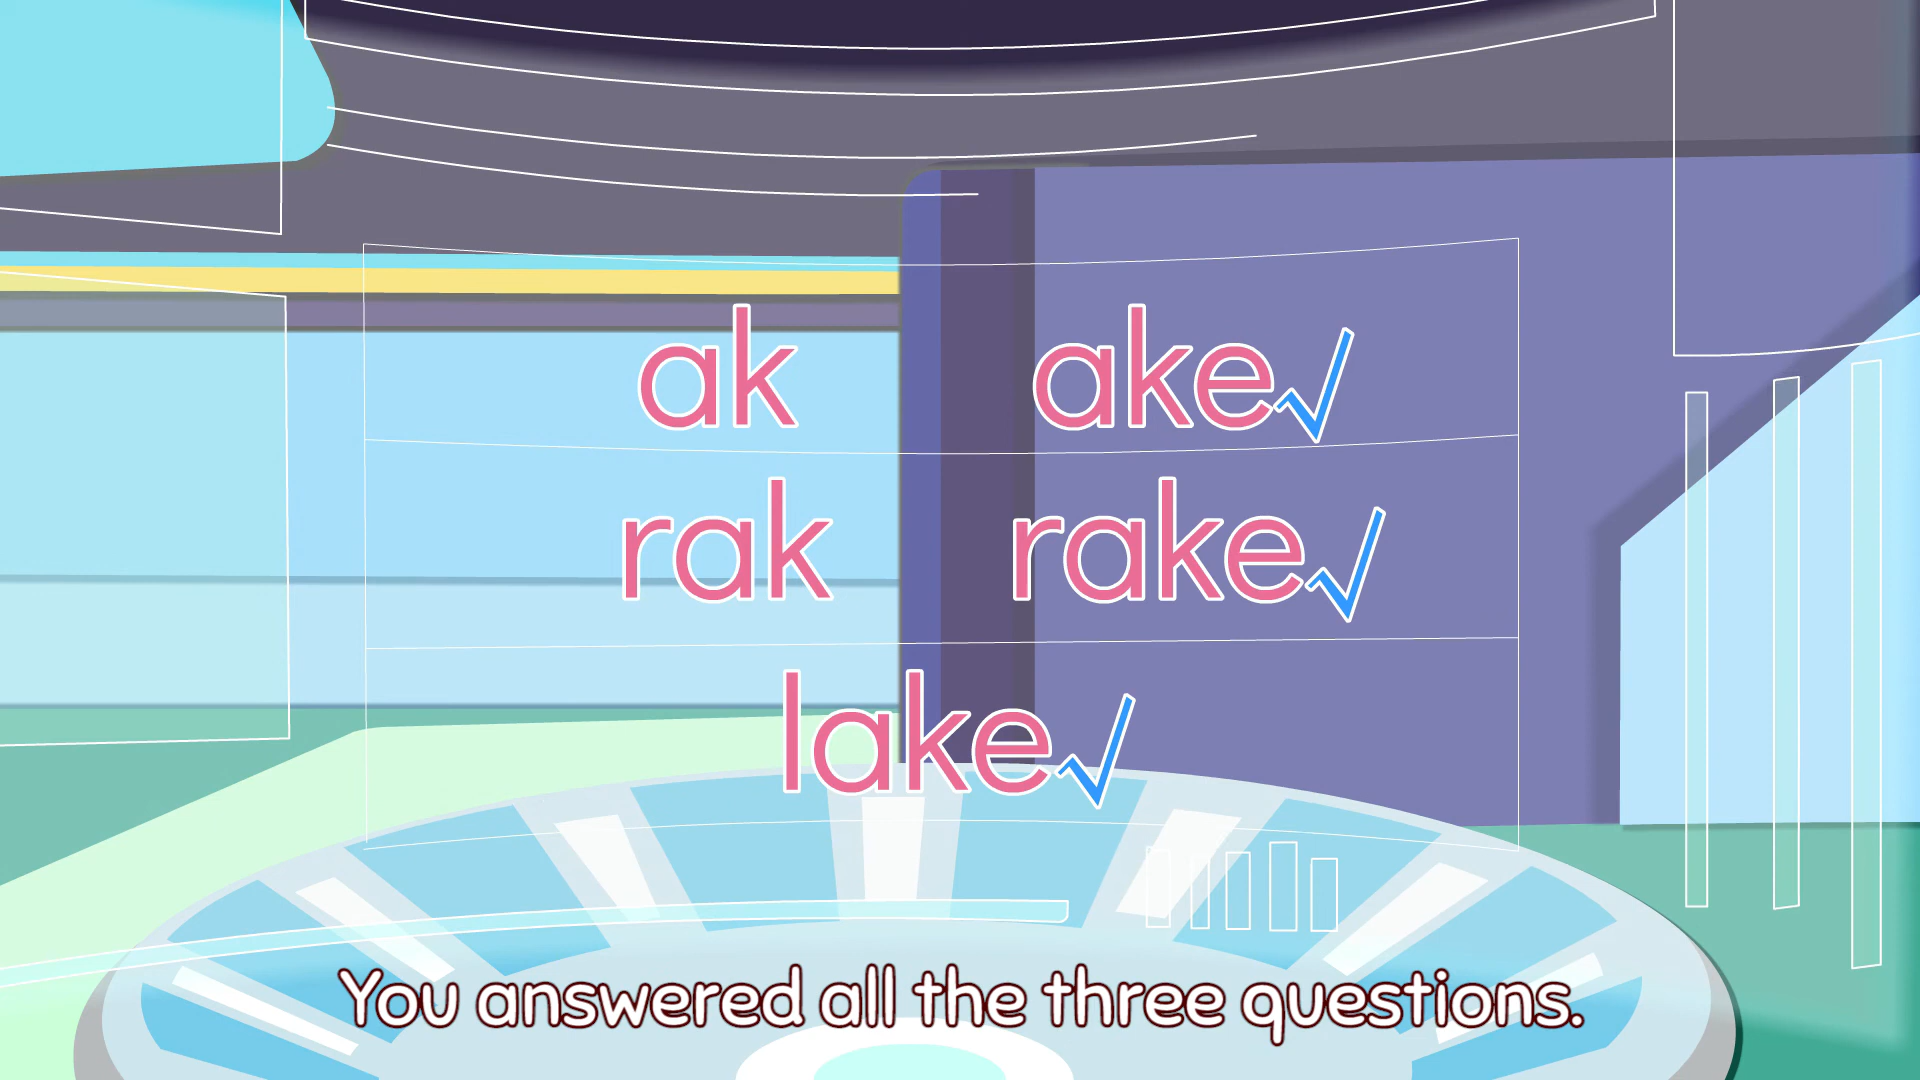 ak ake✓
rak rake✓
lake✓
You answered all the three questions.